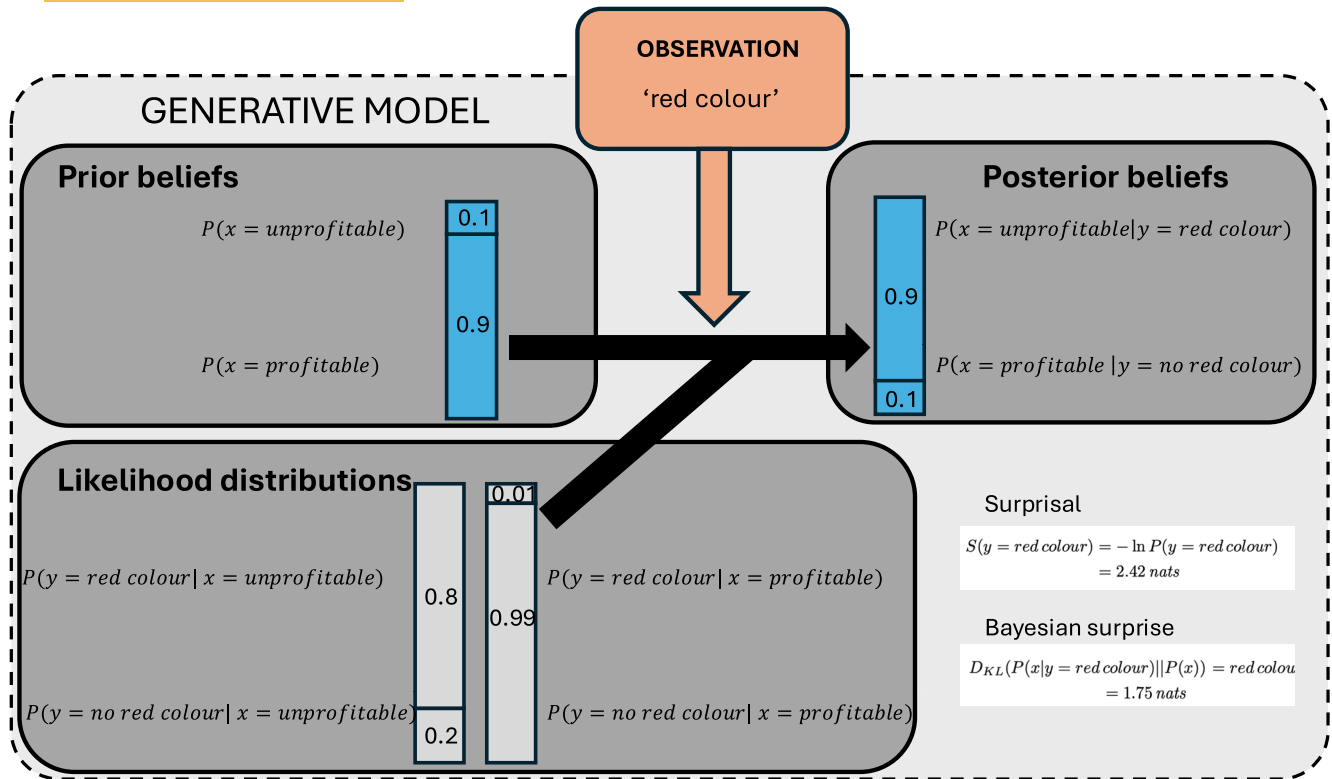 OBSERVATION
‘red colour’
GENERATIVE MODEL
Prior beliefs
P(x = unprofitable)
0.1
0.9
P(x = profitable)
Posterior beliefs
P(x = unprofitable|y = red colour)
0.9
P(x = profitable |y = no red colour)
0.1
Likelihood distributions
0.01
P(y = red colour| x = unprofitable)
0.8
0.99
P(y = red colour| x = profitable)
P(y = no red colour| x = unprofitable)
0.2
P(y = no red colour| x = profitable)
Surprisal
S(y = red colour) = − ln P(y = red colour)
= 2.42 nats
Bayesian surprise
D_KL(P(x|y = red colour)||P(x)) = red colou
= 1.75 nats